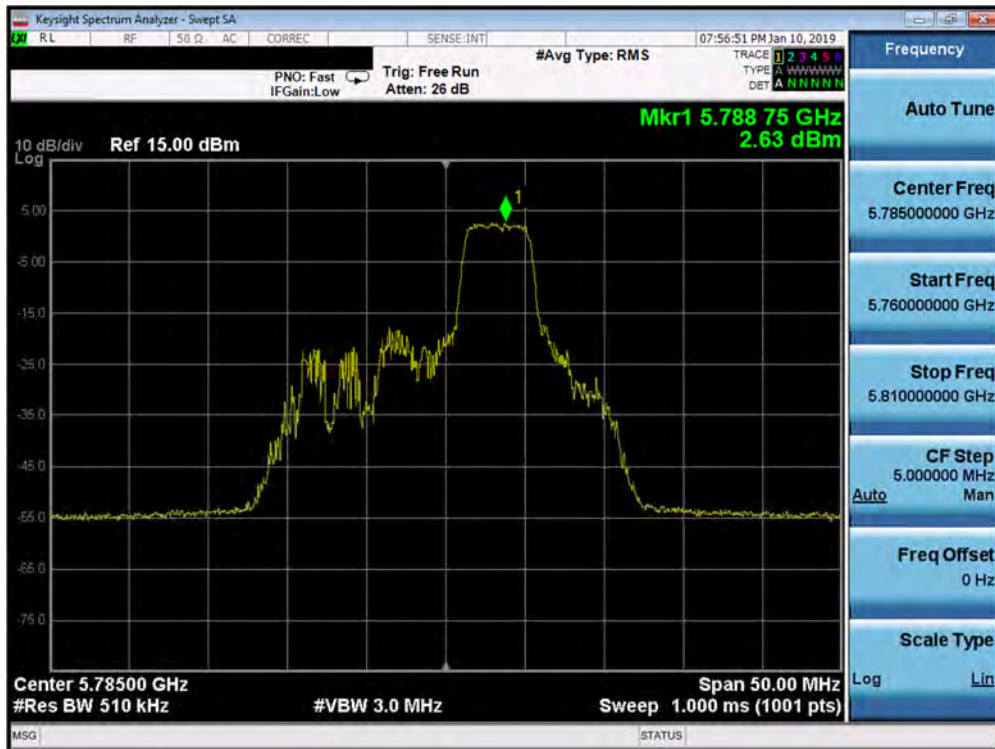 Keysight Spectrum Analyzer - Swept SA
LXI RL RF 50 Ω AC CORREC SENSE:INT 07:56:51 PM Jan 10, 2019
PNO: Fast Trig: Free Run #Avg Type: RMS TRACE 1 2 3 4 5 6
IFGain:Low Atten: 26 dB TYPE A WWWWW
DET A N N N N N
Mkr1 5.788 75 GHz
2.63 dBm
10 dB/div Ref 15.00 dBm
Log
1
5.00
-5.00
-15.0
-25.0
-35.0
-45.0
-55.0
-65.0
-75.0
Center 5.78500 GHz Span 50.00 MHz
#Res BW 510 kHz #VBW 3.0 MHz Sweep 1.000 ms (1001 pts)
MSG STATUS
Frequency
Auto Tune
Center Freq
5.785000000 GHz
Start Freq
5.760000000 GHz
Stop Freq
5.810000000 GHz
CF Step
5.000000 MHz
Auto Man
Freq Offset
0 Hz
Scale Type
Log Lin